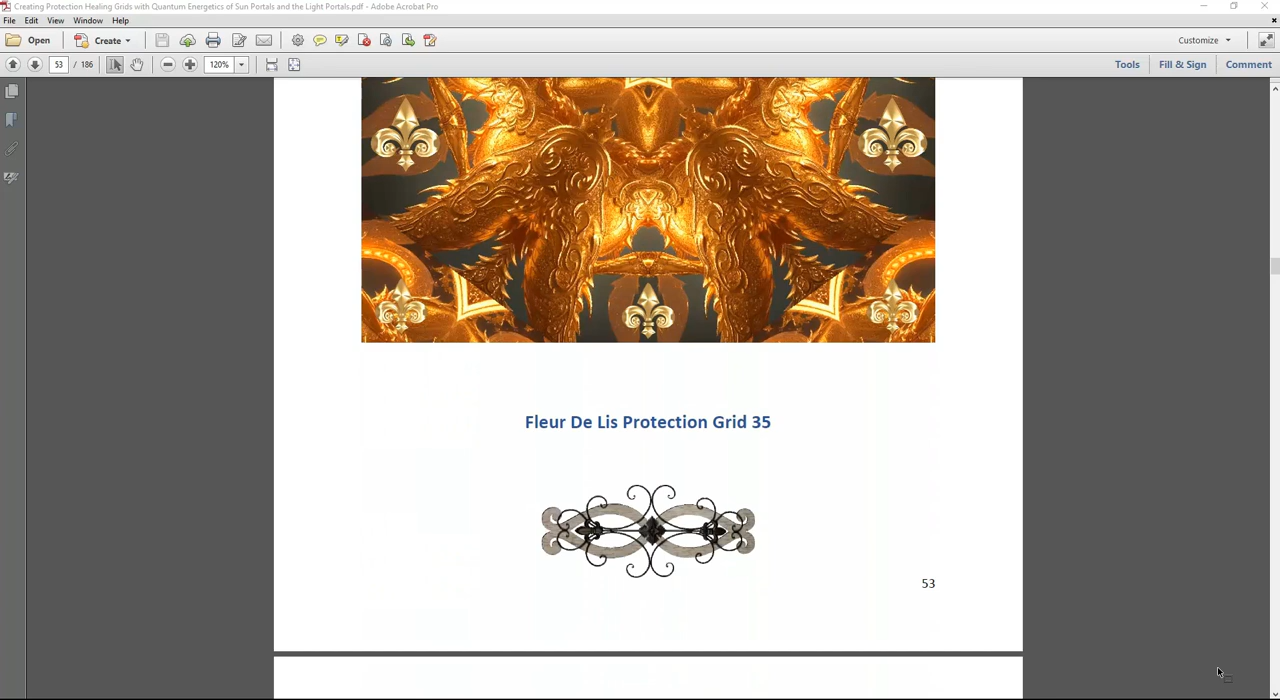 Creating Protection Healing Grids with Quantum Energetics of Sun Portals and the Light Portals.pdf - Adobe Acrobat Pro
File Edit View Window Help
Open Create Customize
53 / 186 120% Tools Fill & Sign Comment
Fleur De Lis Protection Grid 35
53